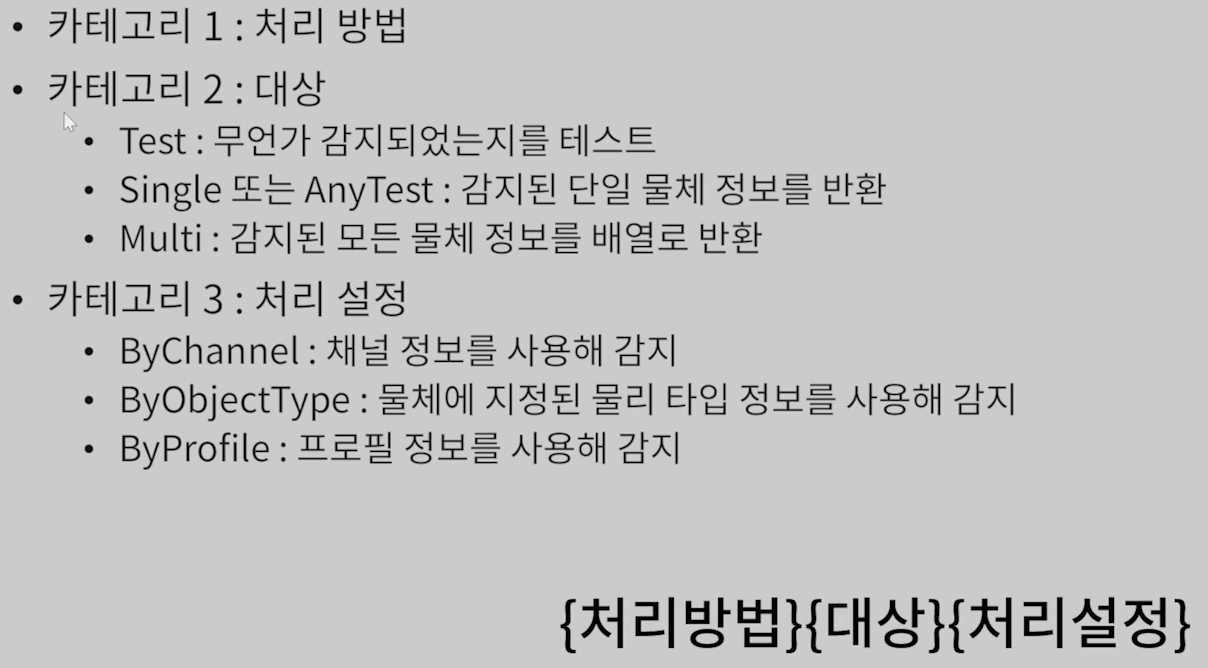 • 카테고리 1 : 처리 방법
• 카테고리 2 : 대상
• Test : 무언가 감지되었는지를 테스트
• Single 또는 AnyTest : 감지된 단일 물체 정보를 반환
• Multi : 감지된 모든 물체 정보를 배열로 반환
• 카테고리 3 : 처리 설정
• ByChannel : 채널 정보를 사용해 감지
• ByObjectType : 물체에 지정된 물리 타입 정보를 사용해 감지
• ByProfile : 프로필 정보를 사용해 감지
{처리방법}{대상}{처리설정}